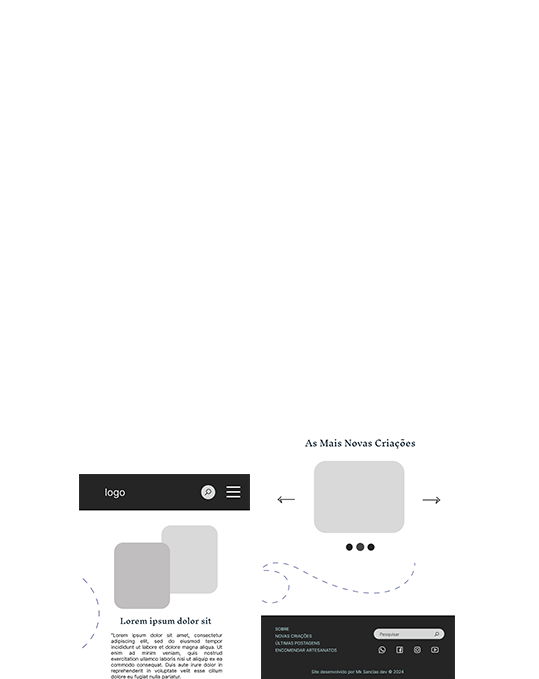 logo
Lorem ipsum dolor sit
"Lorem ipsum dolor sit amet, consectetur
adipiscing elit, sed do eiusmod tempor
incididunt ut labore et dolore magna aliqua. Ut
enim ad minim veniam, quis nostrud
exercitation ullamco laboris nisi ut aliquip ex ea
commodo consequat. Duis aute irure dolor in
reprehenderit in voluptate velit esse cillum
dolore eu fugiat nulla pariatur.
As Mais Novas Criações
SOBRE
NOVAS CRIAÇÕES
ÚLTIMAS POSTAGENS
ENCOMENDAR ARTESANATOS
Pesquisar
Site desenvolvido por Mk Sanclas dev © 2024